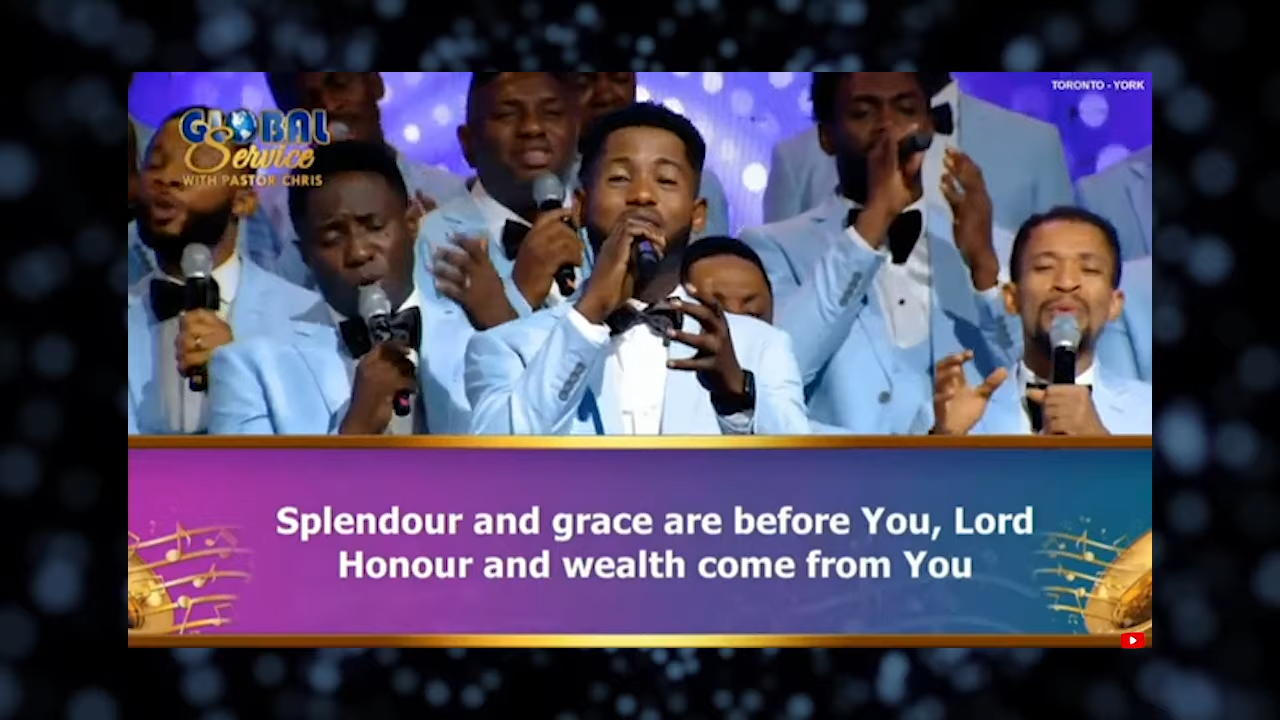 TORONTO - YORK
GLOBAL
Service
WITH PASTOR CHRIS
Splendour and grace are before You, Lord
Honour and wealth come from You